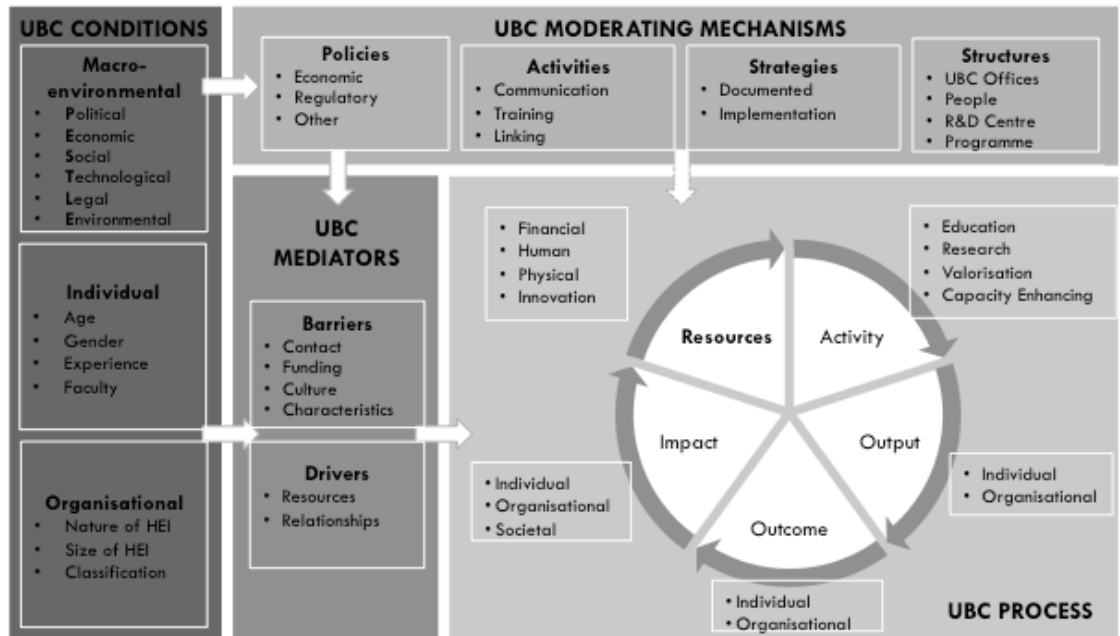 UBC CONDITIONS
Macro-
environmental
• Political
• Economic
• Social
• Technological
• Legal
• Environmental
Individual
• Age
• Gender
• Experience
• Faculty
Organisational
• Nature of HEI
• Size of HEI
• Classification
UBC MODERATING MECHANISMS
Policies
• Economic
• Regulatory
• Other
Activities
• Communication
• Training
• Linking
Strategies
• Documented
• Implementation
Structures
• UBC Offices
• People
• R&D Centre
• Programme
UBC
MEDIATORS
Barriers
• Contact
• Funding
• Culture
• Characteristics
Drivers
• Resources
• Relationships
• Financial
• Human
• Physical
• Innovation
Resources
Activity
• Education
• Research
• Valorisation
• Capacity Enhancing
Output
• Individual
• Organisational
Outcome
• Individual
• Organisational
Impact
• Individual
• Organisational
• Societal
UBC PROCESS